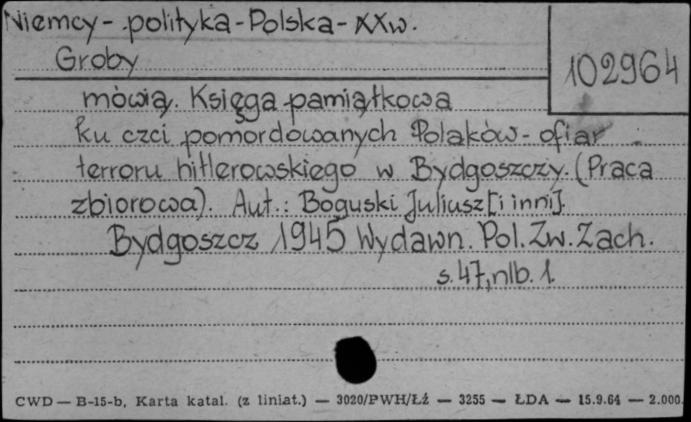 Niemcy - polityka - Polska - XXw.
102964
Groby
mówią. Księga pamiątkowa
ku czci pomordowanych Polaków - ofiar
terroru hitlerowskiego w Bydgoszczy. (Praca
zbiorowa). Aut.: Boguski Juliusz [i inni].
Bydgoszcz 1945 Wydawn. Pol. Zw. Zach.
s. 47, nlb. 1.
CWD — B-15-b, Karta katal. (z liniat.) — 3020/PWH/Łź — 3255 — ŁDA — 15.9.64 — 2.000.